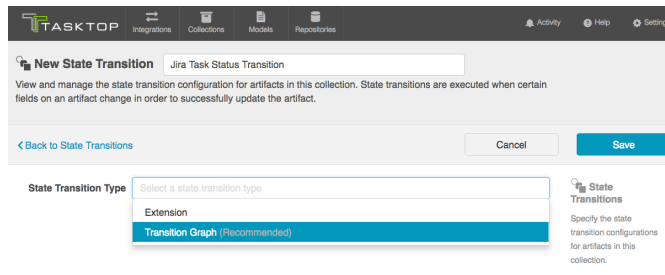 TASKTOP
Integrations
Collections
Models
Repositories
Activity
Help
Setting
New State Transition
Jira Task Status Transition
View and manage the state transition configuration for artifacts in this collection. State transitions are executed when certain
fields on an artifact change in order to successfully update the artifact.
Back to State Transitions
Cancel
Save
State Transition Type
Select a state transition type
Extension
Transition Graph (Recommended)
State
Transitions
Specify the state
transition configurations
for artifacts in this
collection.